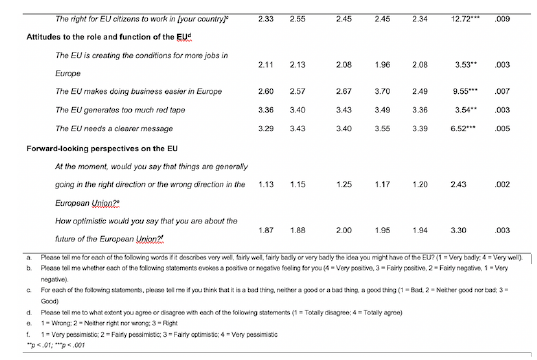 The right for EU citizens to work in [your country]c 2.33 2.55 2.45 2.45 2.34 12.72*** .009
Attitudes to the role and function of the EUd
The EU is creating the conditions for more jobs in
Europe 2.11 2.13 2.08 1.96 2.08 3.53** .003
The EU makes doing business easier in Europe 2.60 2.57 2.67 3.70 2.49 9.55*** .007
The EU generates too much red tape 3.36 3.40 3.43 3.49 3.36 3.54** .003
The EU needs a clearer message 3.29 3.43 3.40 3.55 3.39 6.52*** .005
Forward-looking perspectives on the EU
At the moment, would you say that things are generally
going in the right direction or the wrong direction in the 1.13 1.15 1.25 1.17 1.20 2.43 .002
European Union?e
How optimistic would you say that you are about the
future of the European Union?f 1.87 1.88 2.00 1.95 1.94 3.30 .003
a. Please tell me for each of the following words if it describes very well, fairly well, fairly badly or very badly the idea you might have of the EU? (1 = Very badly; 4 = Very well).
b. Please tell me whether each of the following statements evokes a positive or negative feeling for you (4 = Very positive, 3 = Fairly positive, 2 = Fairly negative, 1 = Very
negative).
c. For each of the following statements, please tell me if you think that it is a bad thing, neither a good or a bad thing, a good thing (1 = Bad, 2 = Neither good nor bad; 3 =
Good)
d. Please tell me to what extent you agree or disagree with each of the following statements (1 = Totally disagree; 4 = Totally agree)
e. 1 = Wrong; 2 = Neither right nor wrong; 3 = Right
f. 1 = Very pessimistic; 2 = Fairly pessimistic; 3 = Fairly optimistic; 4 = Very pessimistic
**p < .01; ***p < .001